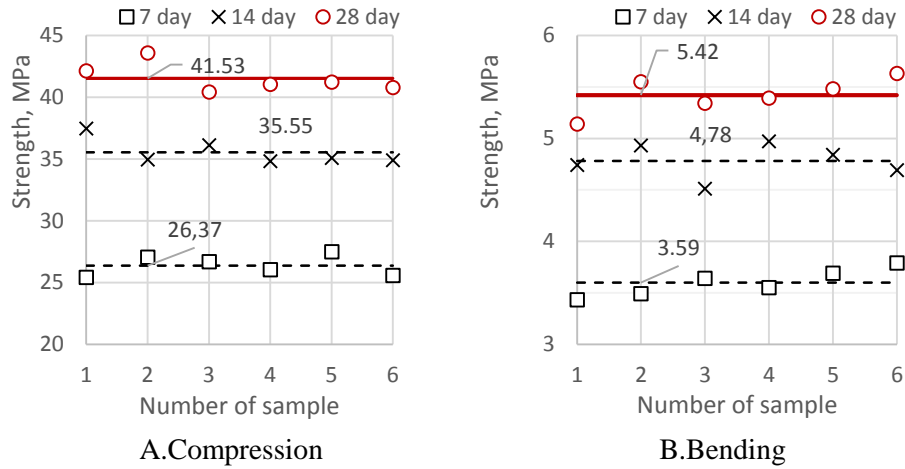 7 day 14 day 28 day
Strength, MPa
45
40
35
30
25
20
41.53
35.55
26,37
1 2 3 4 5 6
Number of sample
A.Compression
7 day 14 day 28 day
Strength, MPa
6
5
4
3
5.42
4,78
3.59
1 2 3 4 5 6
Number of sample
B.Bending